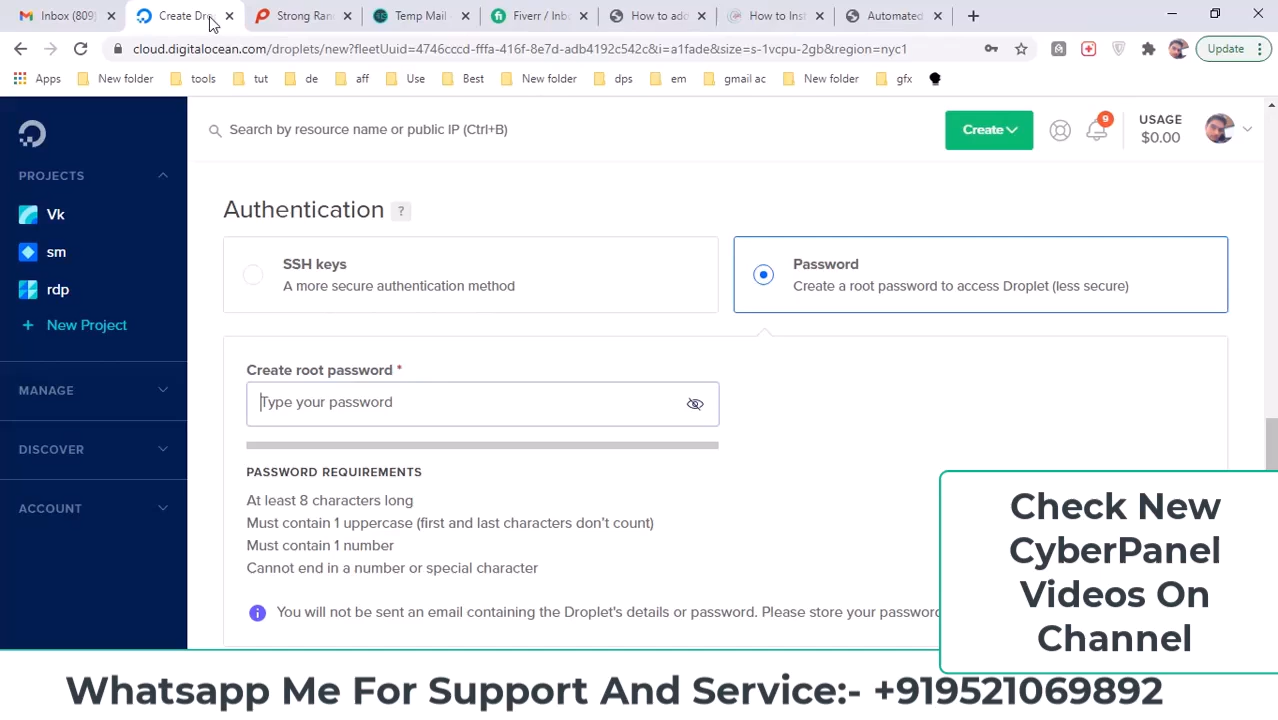 Inbox (809)
Create Dro
Strong Ran
Temp Mail
Fiverr / Inb
How to add
How to Inst
Automated
cloud.digitalocean.com/droplets/new?fleetUuid=4746cccd-fffa-416f-8e7d-adb4192c542c&i=a1fade&size=s-1vcpu-2gb&region=nyc1
Update
Apps
New folder
tools
tut
de
aff
Use
Best
New folder
dps
em
gmail ac
New folder
gfx
Search by resource name or public IP (Ctrl+B)
Create
9
USAGE
$0.00
PROJECTS
Vk
sm
rdp
+ New Project
MANAGE
DISCOVER
ACCOUNT
Authentication ?
SSH keys
A more secure authentication method
Password
Create a root password to access Droplet (less secure)
Create root password *
Type your password
PASSWORD REQUIREMENTS
At least 8 characters long
Must contain 1 uppercase (first and last characters don't count)
Must contain 1 number
Cannot end in a number or special character
You will not be sent an email containing the Droplet's details or password. Please store your password
Check New
CyberPanel
Videos On
Channel
Whatsapp Me For Support And Service:- +919521069892